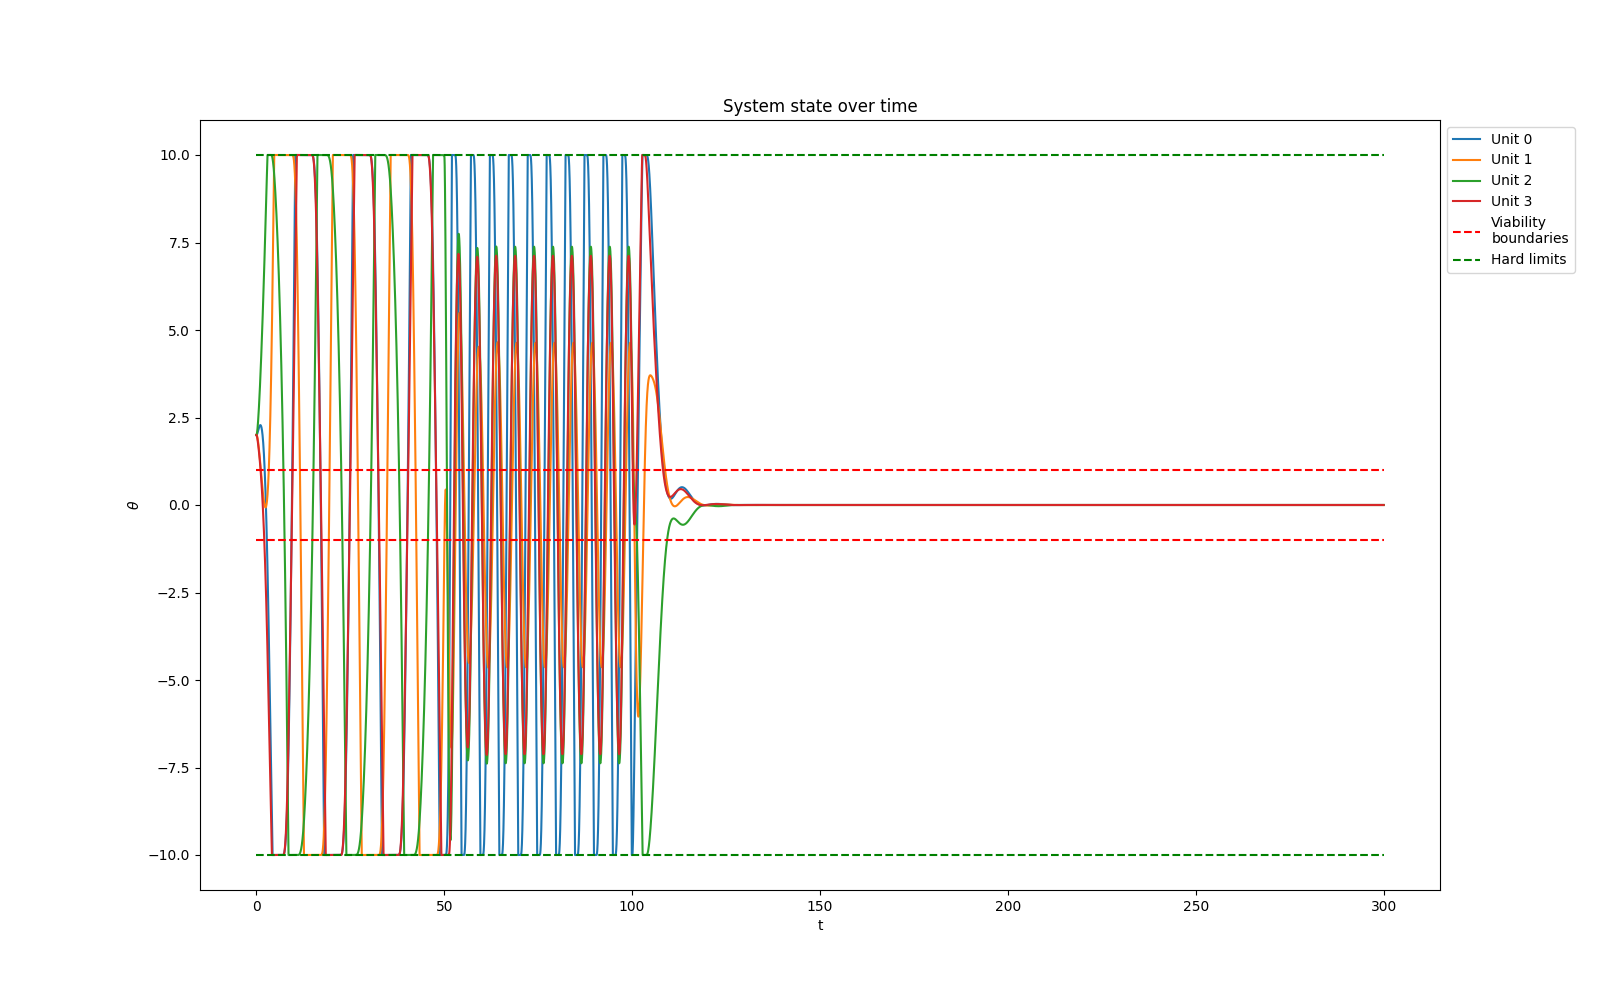 System state over time
10.0
7.5
5.0
2.5
0.0
−2.5
−5.0
−7.5
−10.0
θ
0
50
100
150
200
250
300
t
Unit 0
Unit 1
Unit 2
Unit 3
Viability
boundaries
Hard limits